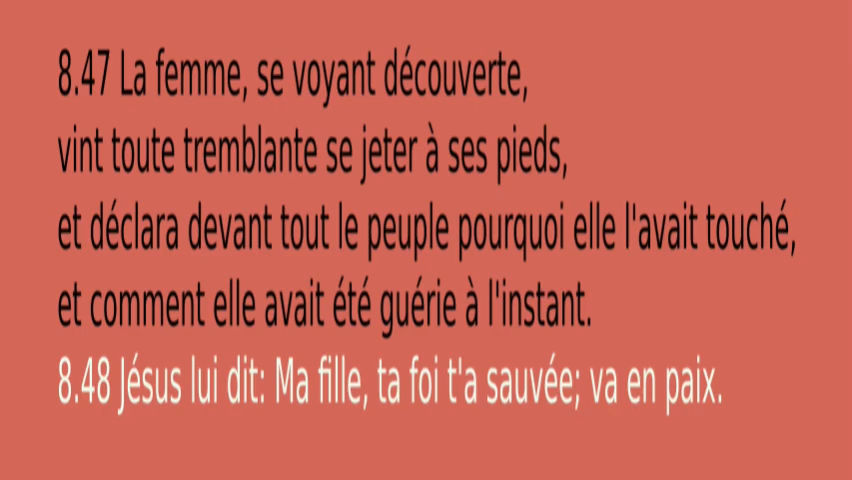 8.47 La femme, se voyant découverte,
vint toute tremblante se jeter à ses pieds,
et déclara devant tout le peuple pourquoi elle l'avait touché,
et comment elle avait été guérie à l'instant.
8.48 Jésus lui dit: Ma fille, ta foi t'a sauvée; va en paix.